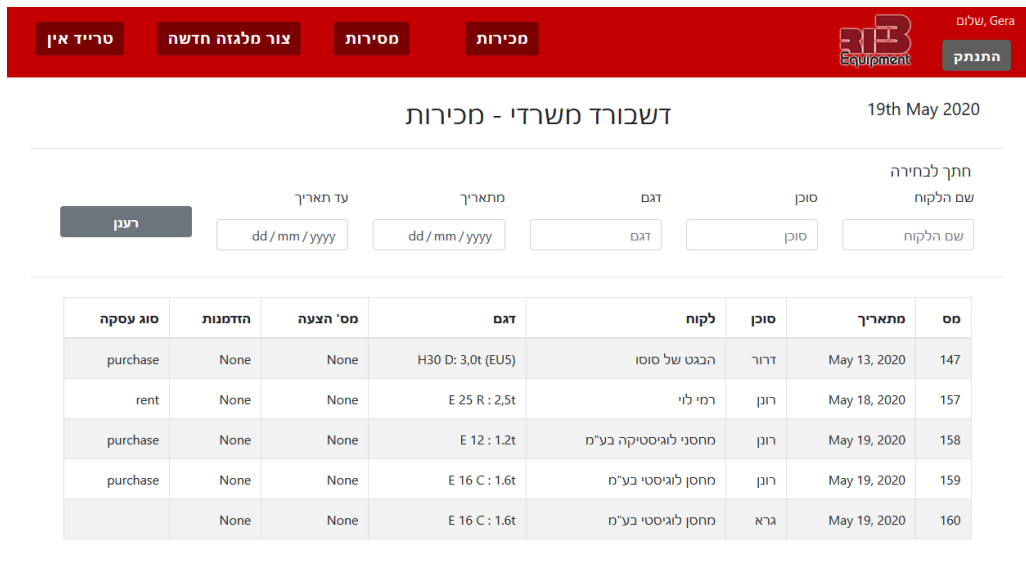 שלום, Gera
התנתק
Equipment
מכירות
מסירות
צור מלגזה חדשה
טרייד אין
19th May 2020
דשבורד משרדי - מכירות
חתך לבחירה
שם הלקוח סוכן דגם מתאריך עד תאריך
שם הלקוח סוכן דגם dd/mm/yyyy dd/mm/yyyy רענן
מס מתאריך סוכן לקוח דגם מס' הצעה הזדמנות סוג עסקה
147 May 13, 2020 דרור הבגט של סוסו H30 D: 3,0t (EU5) None None purchase
157 May 18, 2020 רונן רמי לוי E 25 R : 2,5t None None rent
158 May 19, 2020 רונן מחסני לוגיסטיקה בע"מ E 12 : 1.2t None None purchase
159 May 19, 2020 רונן מחסן לוגיסטי בע"מ E 16 C : 1.6t None None purchase
160 May 19, 2020 גרא מחסן לוגיסטי בע"מ E 16 C : 1.6t None None